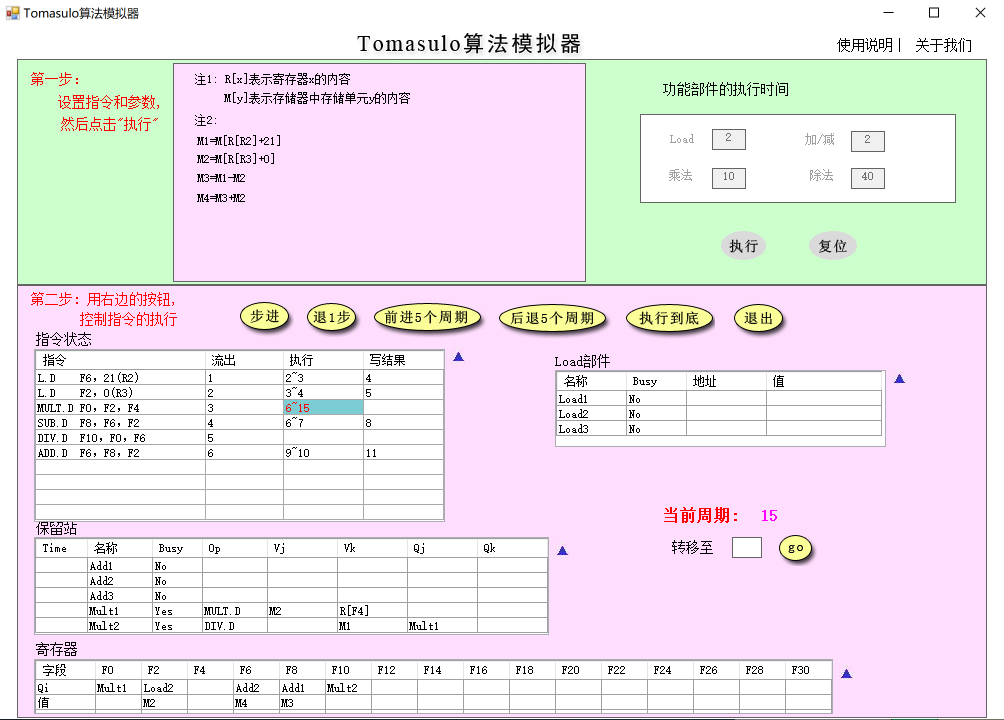 Tomasulo算法模拟器
Tomasulo算法模拟器
使用说明 | 关于我们
第一步:
设置指令和参数,
然后点击"执行"
注1: R[x]表示寄存器x的内容
M[y]表示存储器中存储单元y的内容
注2:
M1=M[R[R2]+21]
M2=M[R[R3]+0]
M3=M1-M2
M4=M3+M2
功能部件的执行时间
Load 2 加/减 2
乘法 10 除法 40
执行 复位
第二步: 用右边的按钮,
控制指令的执行
步进 退1步 前进5个周期 后退5个周期 执行到底 退出
指令状态
指令 流出 执行 写结果
L.D F6, 21(R2) 1 2~3 4
L.D F2, 0(R3) 2 3~4 5
MULT.D F0, F2, F4 3 6~15
SUB.D F8, F6, F2 4 6~7 8
DIV.D F10, F0, F6 5
ADD.D F6, F8, F2 6 9~10 11
Load部件
名称 Busy 地址 值
Load1 No
Load2 No
Load3 No
当前周期: 15
转移至 go
保留站
Time 名称 Busy Op Vj Vk Qj Qk
Add1 No
Add2 No
Add3 No
Mult1 Yes MULT.D M2 R[F4]
Mult2 Yes DIV.D M1 Mult1
寄存器
字段 F0 F2 F4 F6 F8 F10 F12 F14 F16 F18 F20 F22 F24 F26 F28 F30
Qi Mult1 Load2 Add2 Add1 Mult2
值 M2 M4 M3